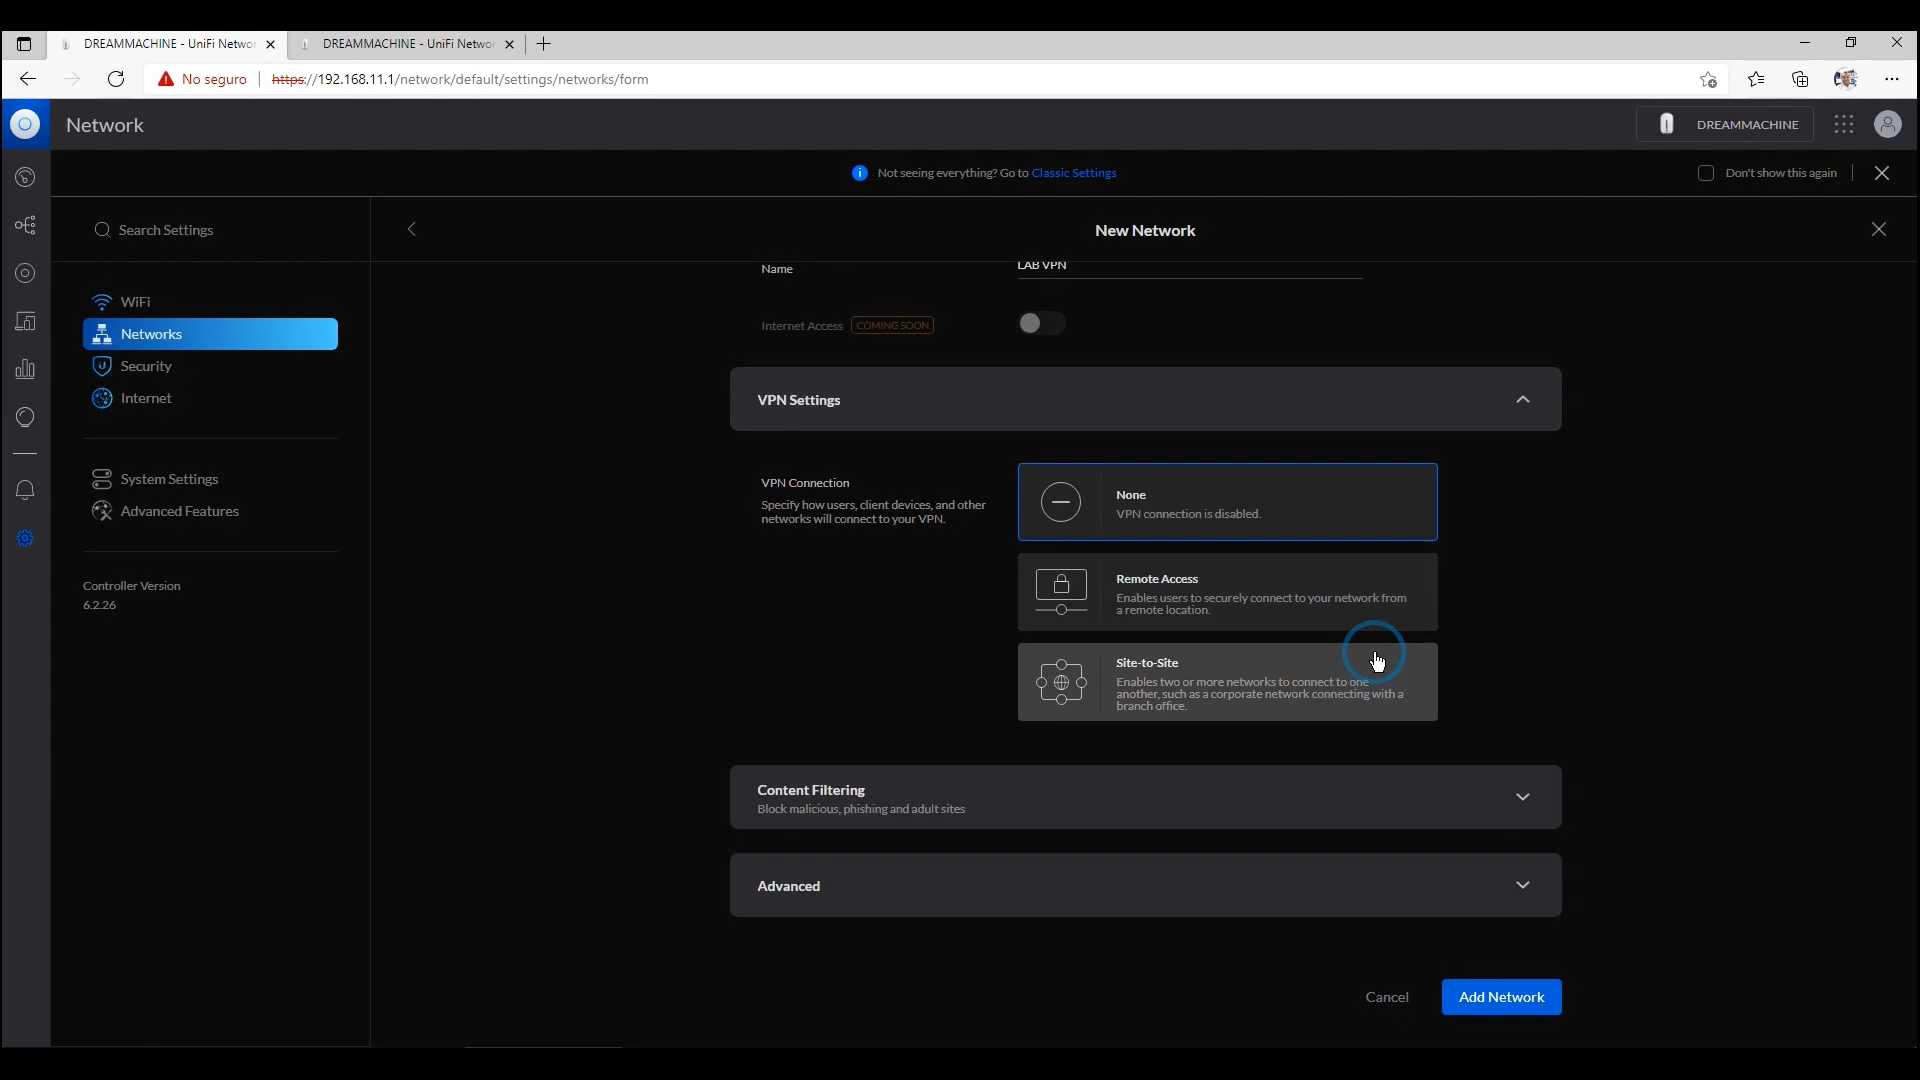 DREAMMACHINE - UniFi Networ
DREAMMACHINE - UniFi Networ
No seguro
https://192.168.11.1/network/default/settings/networks/form
Network
DREAMMACHINE
Not seeing everything? Go to Classic Settings
Don't show this again
Search Settings
New Network
WiFi
Networks
Security
Internet
System Settings
Advanced Features
Controller Version
6.2.26
Name
LAB VPN
Internet Access COMING SOON
VPN Settings
VPN Connection
Specify how users, client devices, and other
networks will connect to your VPN.
None
VPN connection is disabled.
Remote Access
Enables users to securely connect to your network from
a remote location.
Site-to-Site
Enables two or more networks to connect to one
another, such as a corporate network connecting with a
branch office.
Content Filtering
Block malicious, phishing and adult sites
Advanced
Cancel
Add Network